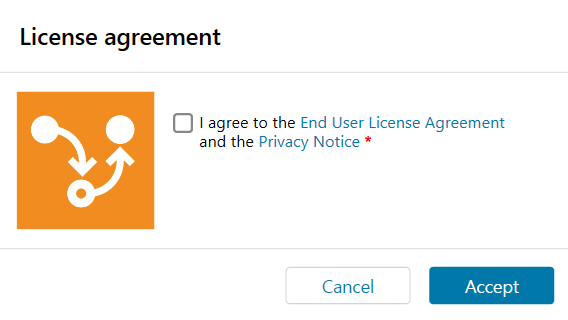 License agreement
I agree to the End User License Agreement
and the Privacy Notice *
Cancel
Accept